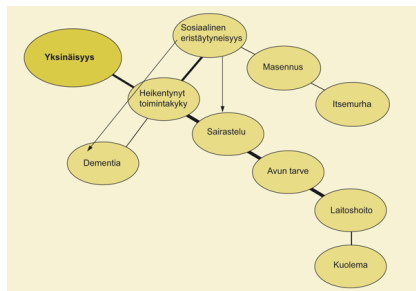 Sosiaalinen
eristäytyneisyys
Yksinäisyys
Masennus
Heikentynyt
toimintakyky
Itsemurha
Sairastelu
Dementia
Avun tarve
Laitoshoito
Kuolema